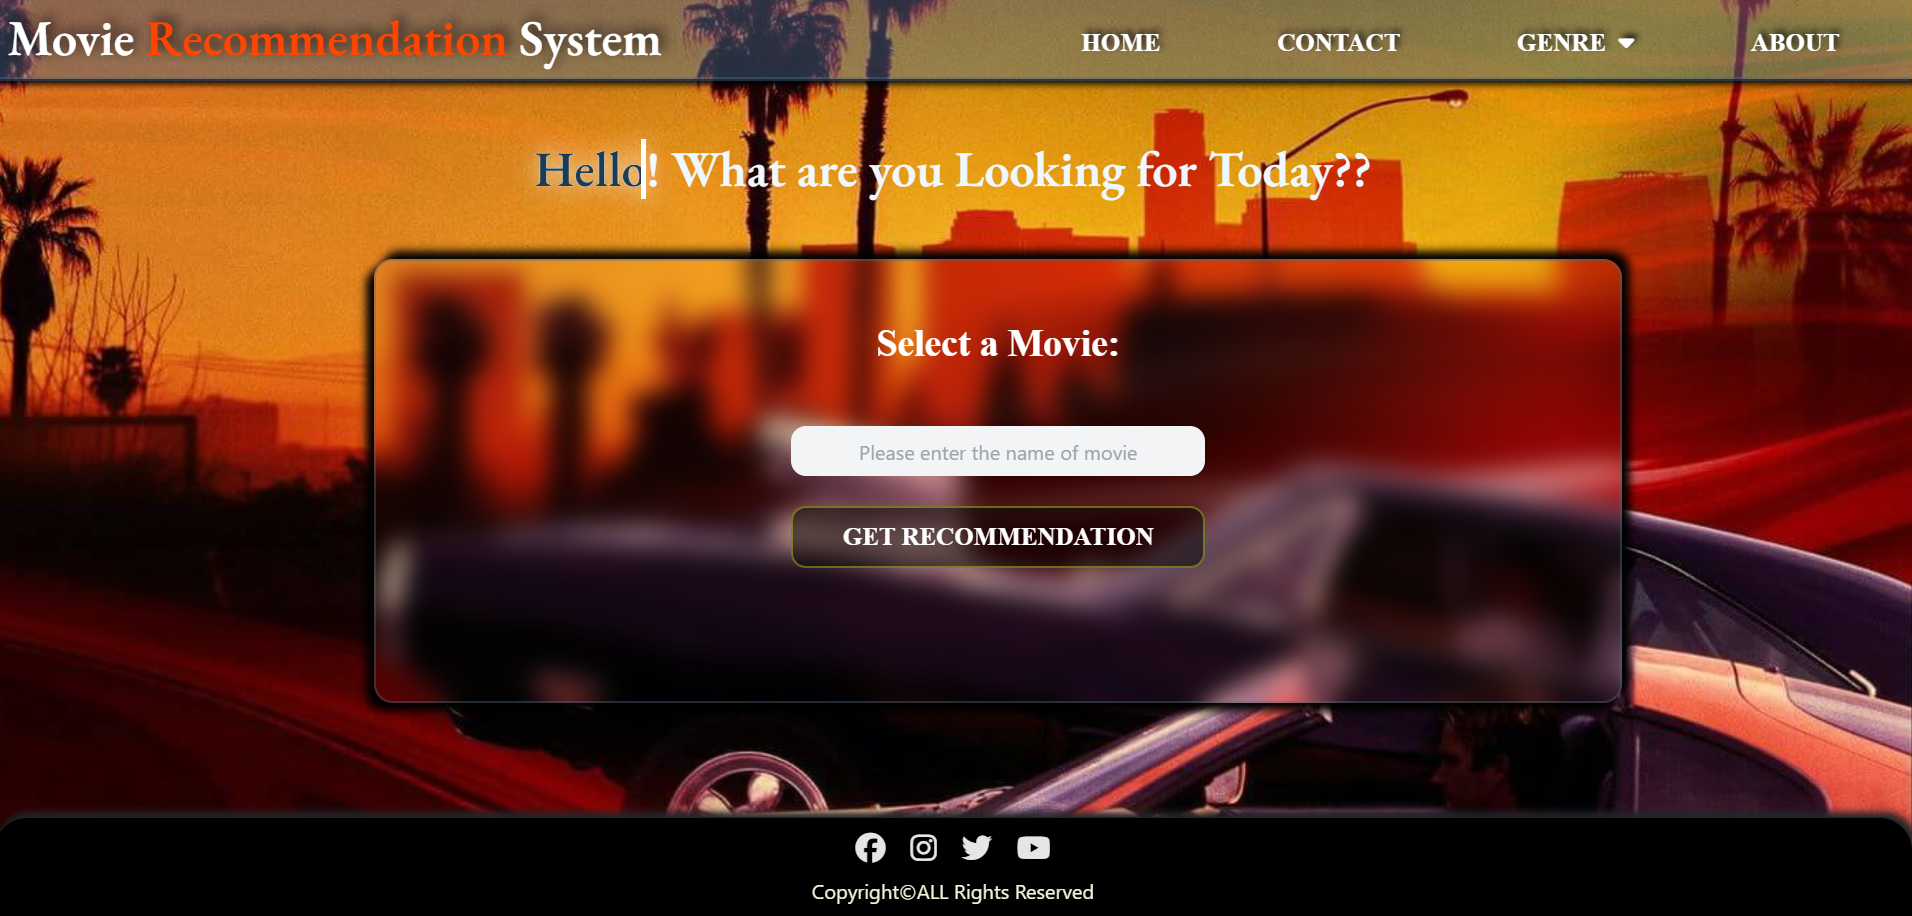 Movie Recommendation System
HOME CONTACT GENRE ABOUT
Hello! What are you Looking for Today??
Select a Movie:
Please enter the name of movie
GET RECOMMENDATION
Copyright©ALL Rights Reserved